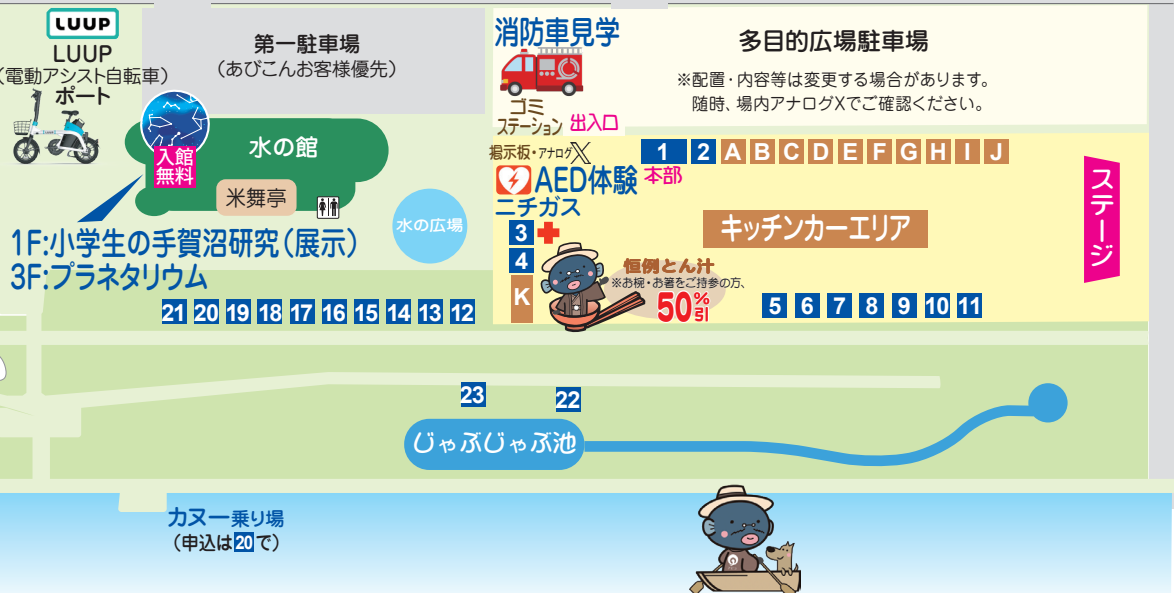 LUUP
LUUP
(電動アシスト自転車)
ポート
第一駐車場
(あびこんお客様優先)
入館
無料
水の館
米舞亭
水の広場
1F:小学生の手賀沼研究(展示)
3F:プラネタリウム
21 20 19 18 17 16 15 14 13 12
消防車見学
ゴミ
ステーション 出入口
掲示板・アナログX
多目的広場駐車場
※配置・内容等は変更する場合があります。
随時、場内アナログXでご確認ください。
1 2 A B C D E F G H I J
本部
AED体験
ニチガス
3
4
K
恒例とん汁
※お椀・お箸をご持参の方、
50%引
キッチンカーエリア
ステージ
5 6 7 8 9 10 11
23
22
じゃぶじゃぶ池
カヌー乗り場
(申込は20で)